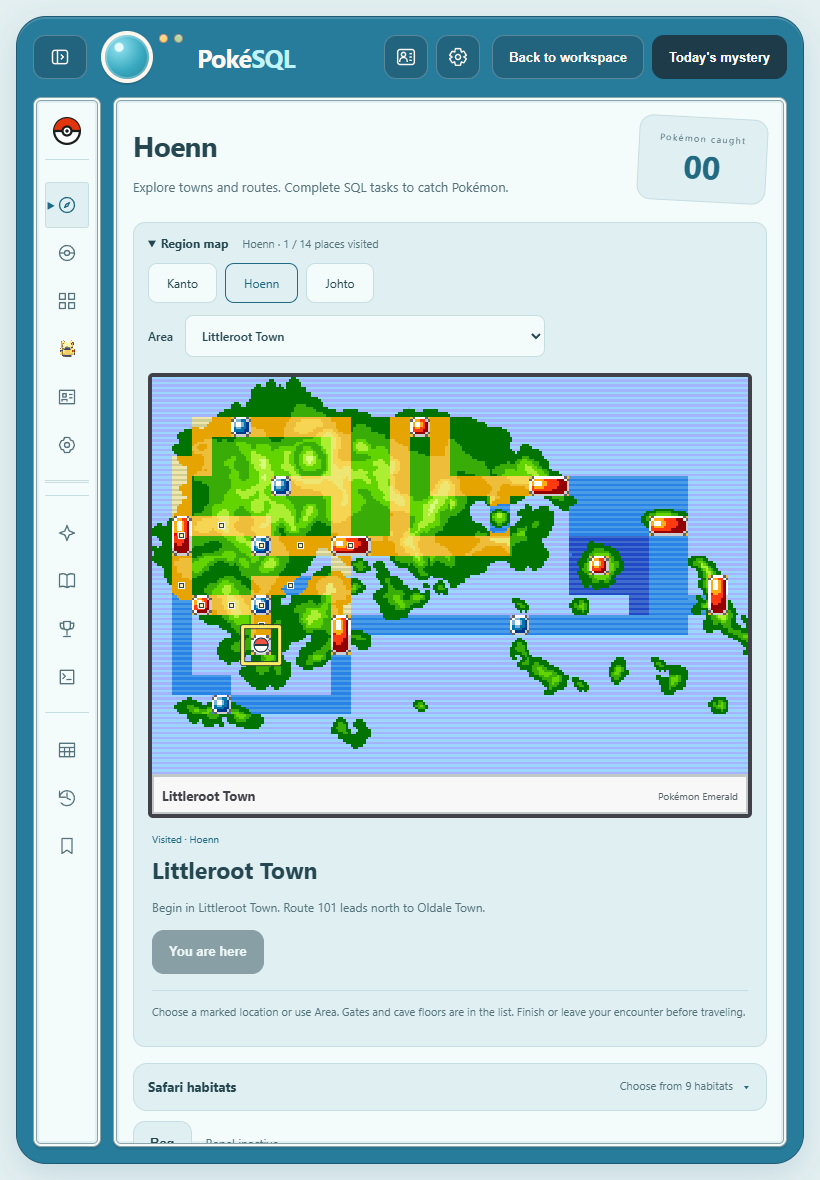 PokéSQL
Back to workspace
Today's mystery
Hoenn
Explore towns and routes. Complete SQL tasks to catch Pokémon.
Pokémon caught
00
Region map
Hoenn · 1 / 14 places visited
Kanto
Hoenn
Johto
Area
Littleroot Town
Littleroot Town
Pokémon Emerald
Visited · Hoenn
Littleroot Town
Begin in Littleroot Town. Route 101 leads north to Oldale Town.
You are here
Choose a marked location or use Area. Gates and cave floors are in the list. Finish or leave your encounter before traveling.
Safari habitats
Choose from 9 habitats